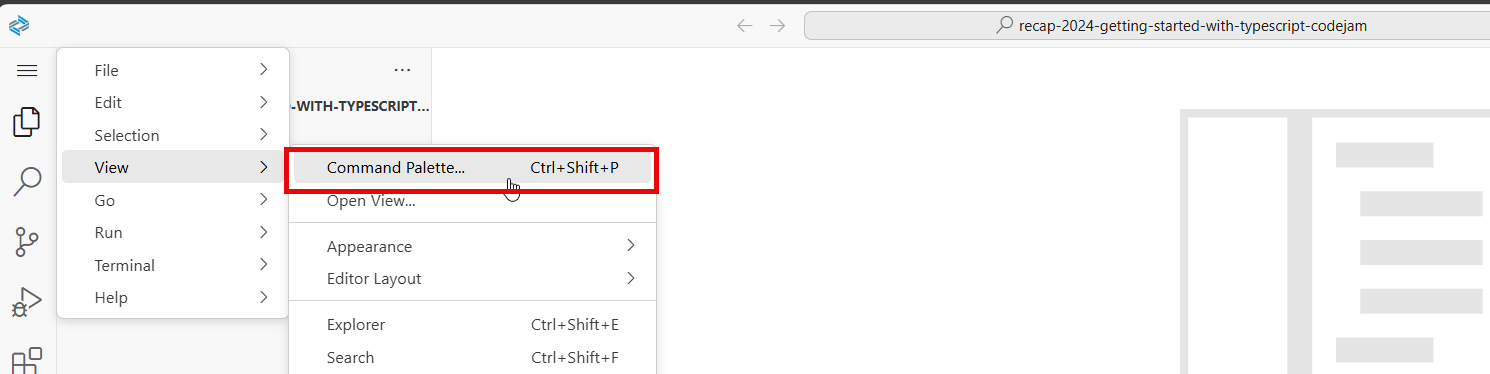 recap-2024-getting-started-with-typescript-codejam
File
Edit
Selection
View
Go
Run
Terminal
Help
...
-WITH-TYPESCRIPT...
Command Palette... Ctrl+Shift+P
Open View...
Appearance
Editor Layout
Explorer Ctrl+Shift+E
Search Ctrl+Shift+F